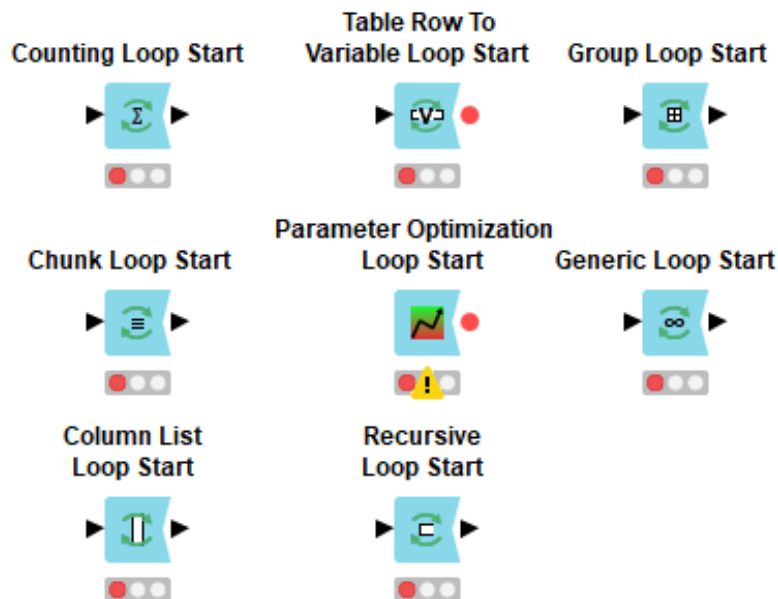 Counting Loop Start
Table Row To
Variable Loop Start
Group Loop Start
Σ
V
Chunk Loop Start
Parameter Optimization
Loop Start
Generic Loop Start
∞
!
Column List
Loop Start
Recursive
Loop Start